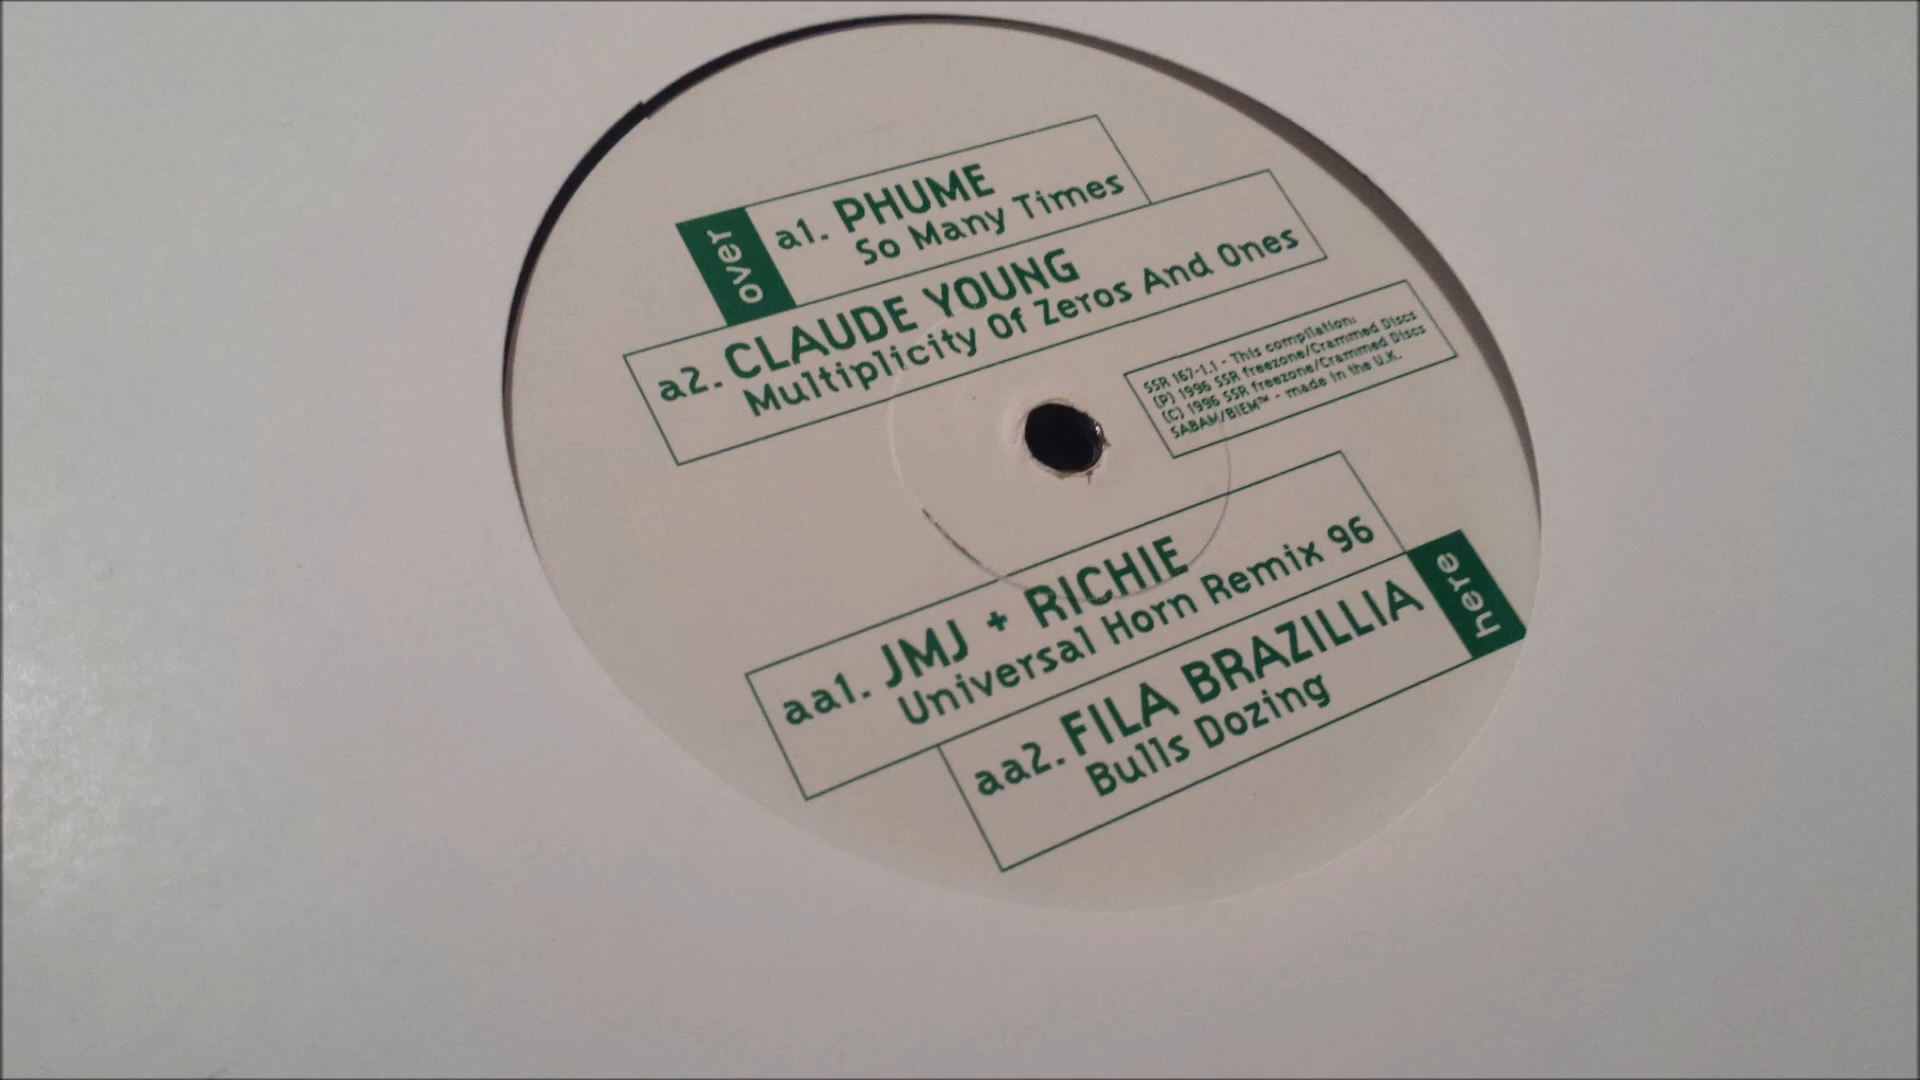 over
a1. PHUME
So Many Times
a2. CLAUDE YOUNG
Multiplicity Of Zeros And Ones
SSR 167-1.1 - This compilation:
(P) 1996 SSR freezone/Crammed Discs
(C) 1996 SSR freezone/Crammed Discs
SABAM/BIEM™ - made in the U.K.
aa1. JMJ + RICHIE
Universal Horn Remix 96
here
aa2. FILA BRAZILLIA
Bulls Dozing